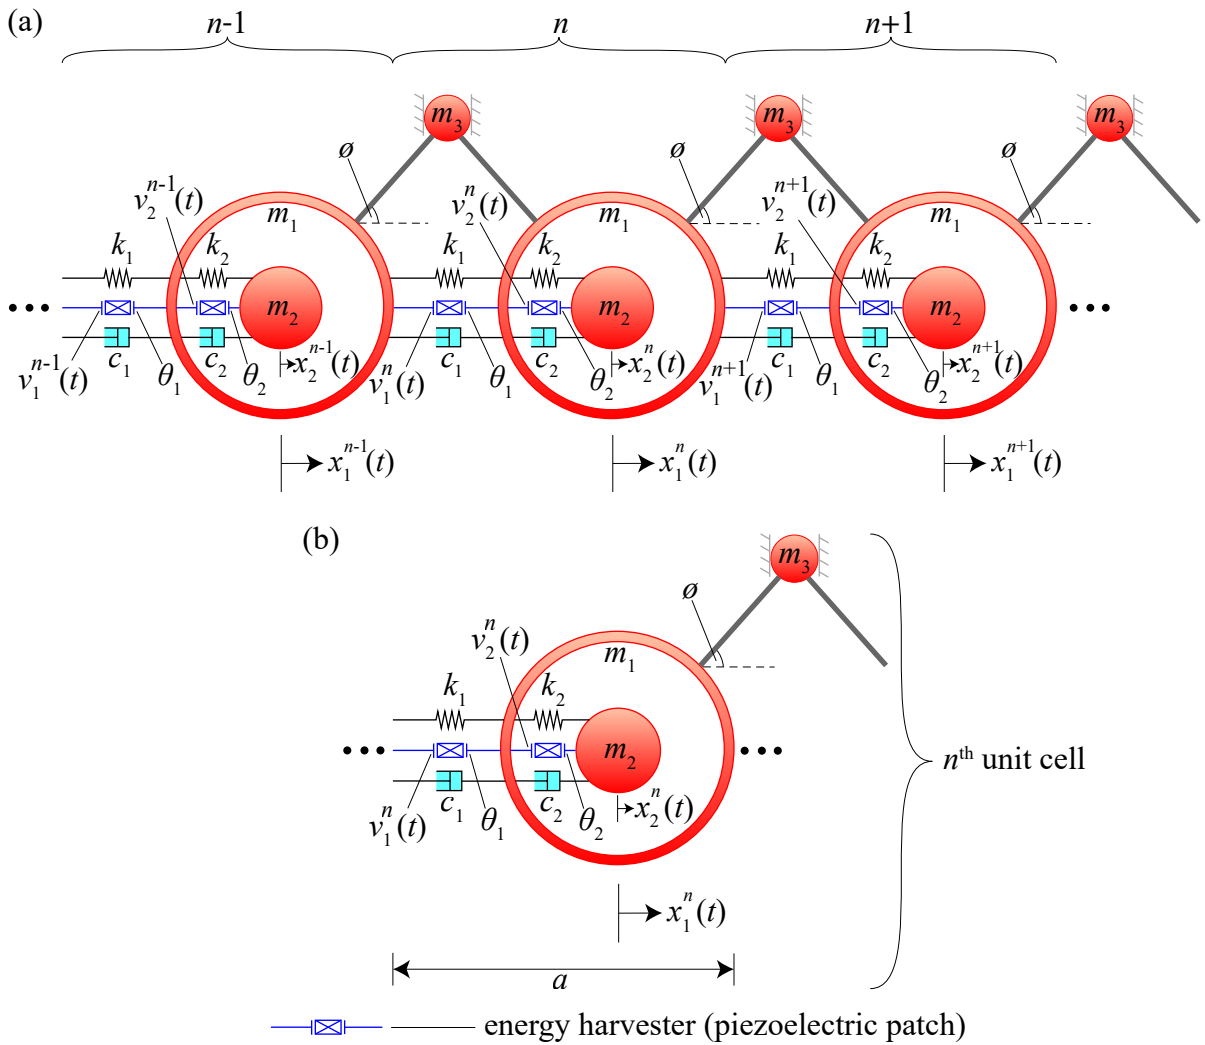 (a)
n-1 n n+1
m₃ m₃ m₃
ø ø ø
v₂ⁿ⁻¹(t) v₂ⁿ(t) v₂ⁿ⁺¹(t)
m₁ m₁ m₁
k₁ k₂ k₁ k₂ k₁ k₂
m₂ m₂ m₂
c₁ c₂ c₁ c₂ c₁ c₂
x₂ⁿ⁻¹(t) x₂ⁿ(t) x₂ⁿ⁺¹(t)
v₁ⁿ⁻¹(t) θ₁ θ₂ v₁ⁿ(t) θ₁ θ₂ v₁ⁿ⁺¹(t) θ₁ θ₂
x₁ⁿ⁻¹(t) x₁ⁿ(t) x₁ⁿ⁺¹(t)
(b)
m₃
ø
v₂ⁿ(t)
m₁
k₁ k₂
m₂
nᵗʰ unit cell
c₁ c₂ x₂ⁿ(t)
v₁ⁿ(t) θ₁ θ₂
x₁ⁿ(t)
a
energy harvester (piezoelectric patch)